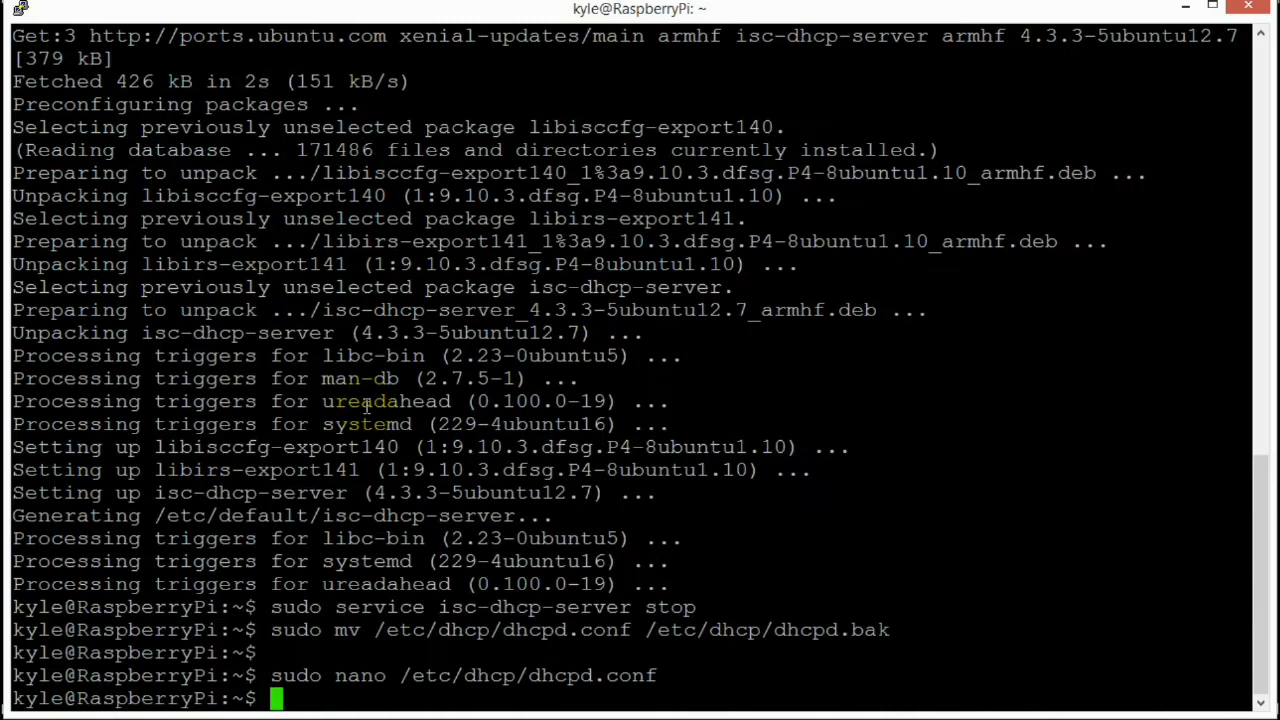 kyle@RaspberryPi: ~
Get:3 http://ports.ubuntu.com xenial-updates/main armhf isc-dhcp-server armhf 4.3.3-5ubuntu12.7
[379 kB]
Fetched 426 kB in 2s (151 kB/s)
Preconfiguring packages ...
Selecting previously unselected package libisccfg-export140.
(Reading database ... 171486 files and directories currently installed.)
Preparing to unpack .../libisccfg-export140_1%3a9.10.3.dfsg.P4-8ubuntu1.10_armhf.deb ...
Unpacking libisccfg-export140 (1:9.10.3.dfsg.P4-8ubuntu1.10) ...
Selecting previously unselected package libirs-export141.
Preparing to unpack .../libirs-export141_1%3a9.10.3.dfsg.P4-8ubuntu1.10_armhf.deb ...
Unpacking libirs-export141 (1:9.10.3.dfsg.P4-8ubuntu1.10) ...
Selecting previously unselected package isc-dhcp-server.
Preparing to unpack .../isc-dhcp-server_4.3.3-5ubuntu12.7_armhf.deb ...
Unpacking isc-dhcp-server (4.3.3-5ubuntu12.7) ...
Processing triggers for libc-bin (2.23-0ubuntu5) ...
Processing triggers for man-db (2.7.5-1) ...
Processing triggers for ureadahead (0.100.0-19) ...
Processing triggers for systemd (229-4ubuntu16) ...
Setting up libisccfg-export140 (1:9.10.3.dfsg.P4-8ubuntu1.10) ...
Setting up libirs-export141 (1:9.10.3.dfsg.P4-8ubuntu1.10) ...
Setting up isc-dhcp-server (4.3.3-5ubuntu12.7) ...
Generating /etc/default/isc-dhcp-server...
Processing triggers for libc-bin (2.23-0ubuntu5) ...
Processing triggers for systemd (229-4ubuntu16) ...
Processing triggers for ureadahead (0.100.0-19) ...
kyle@RaspberryPi:~$ sudo service isc-dhcp-server stop
kyle@RaspberryPi:~$ sudo mv /etc/dhcp/dhcpd.conf /etc/dhcp/dhcpd.bak
kyle@RaspberryPi:~$
kyle@RaspberryPi:~$ sudo nano /etc/dhcp/dhcpd.conf
kyle@RaspberryPi:~$